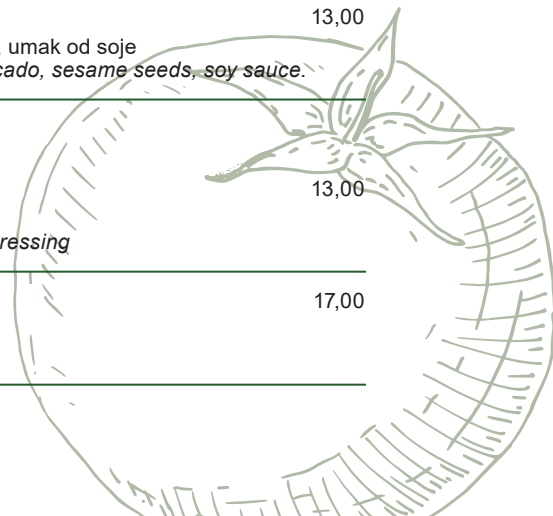 13,00
, umak od soje
cado, sesame seeds, soy sauce.
13,00
ressing
17,00